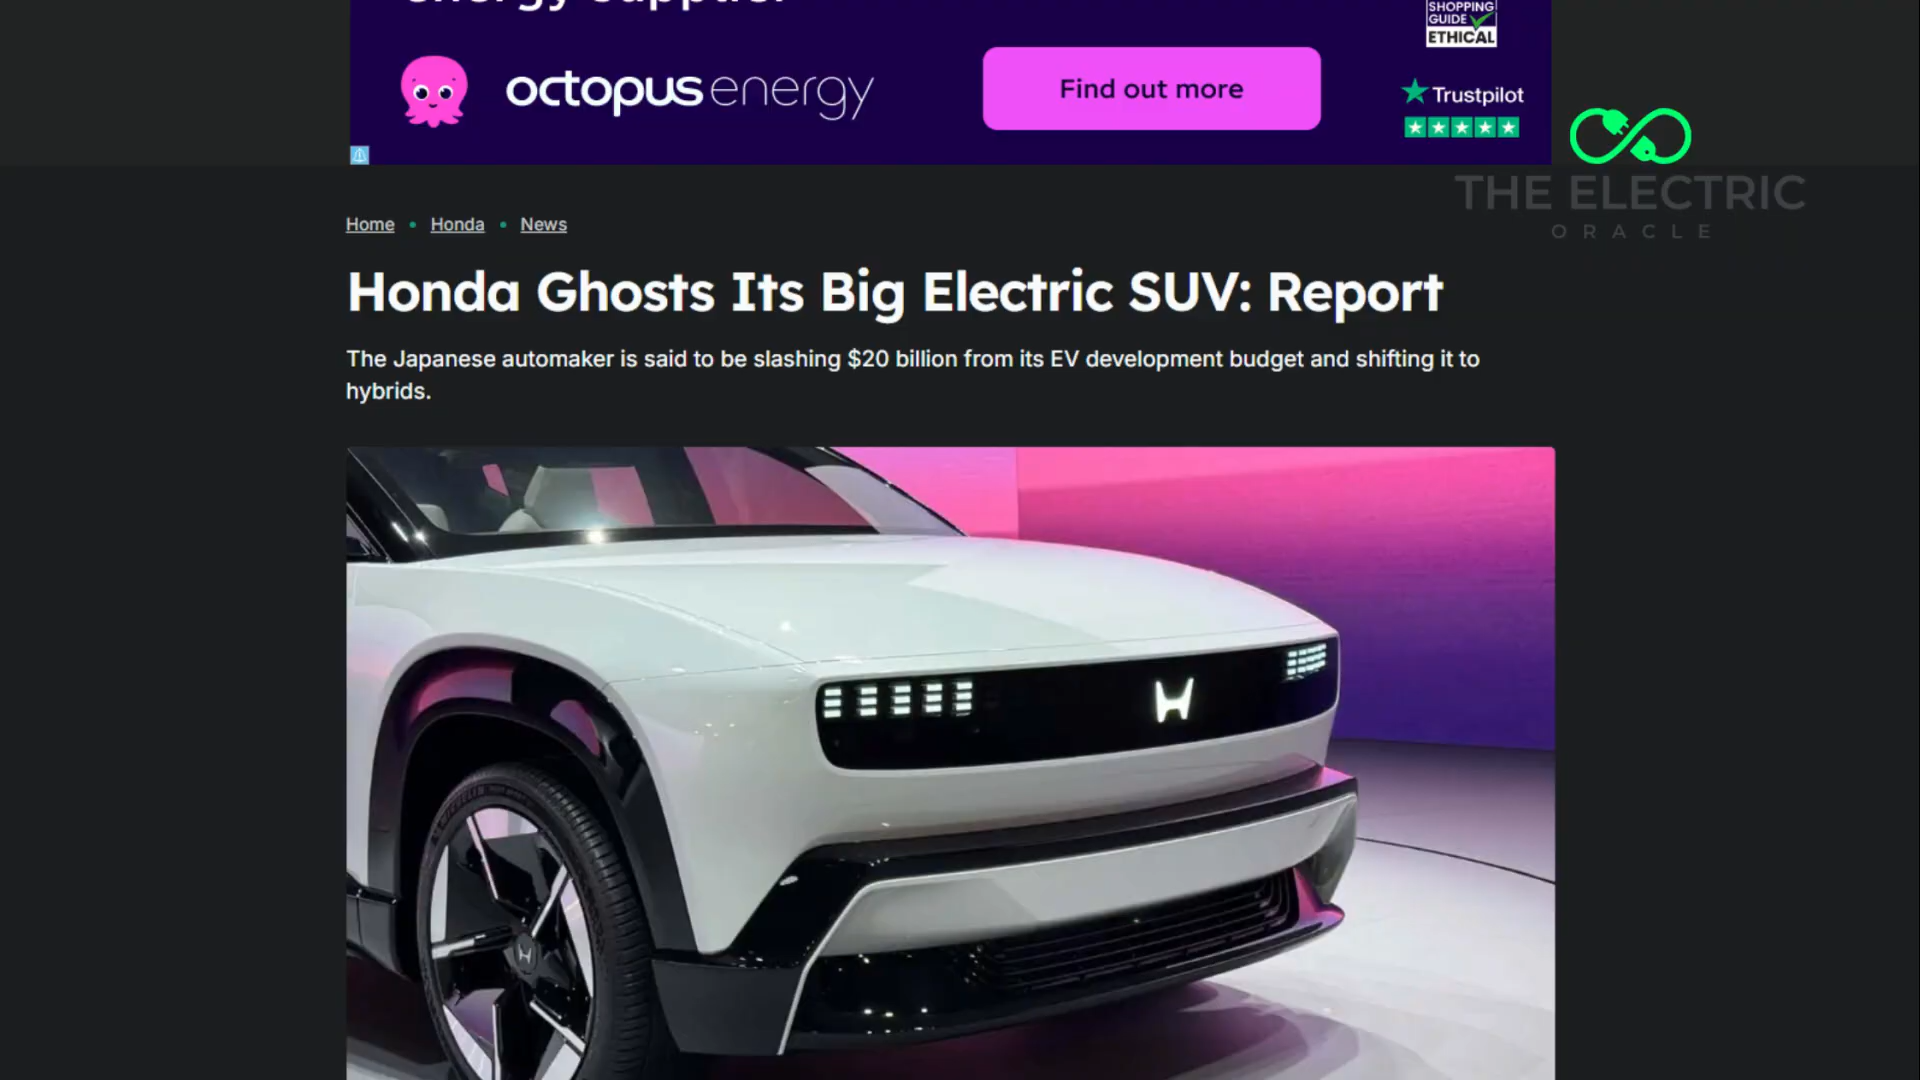 SHOPPING
GUIDE
ETHICAL
octopus energy
Find out more
Trustpilot
THE ELECTRIC
ORACLE
Home • Honda • News
Honda Ghosts Its Big Electric SUV: Report
The Japanese automaker is said to be slashing $20 billion from its EV development budget and shifting it to
hybrids.